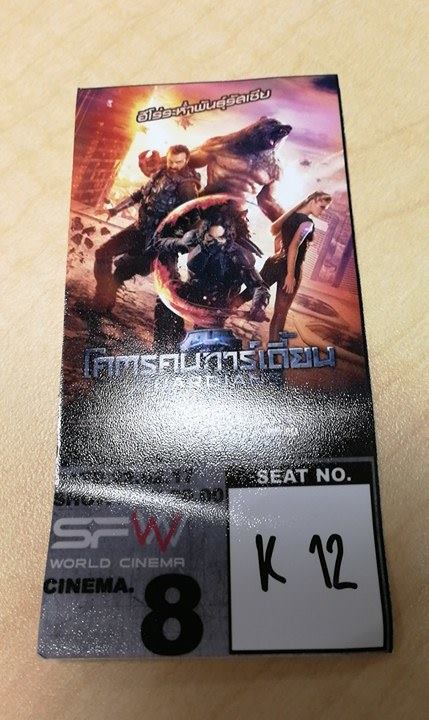 ฮีโร่ระห่ำพันธุ์รัสเซีย
โคตรคนการ์เดี้ยน
SEAT NO.
K 12
SFW
WORLD CINEMA
CINEMA.
8